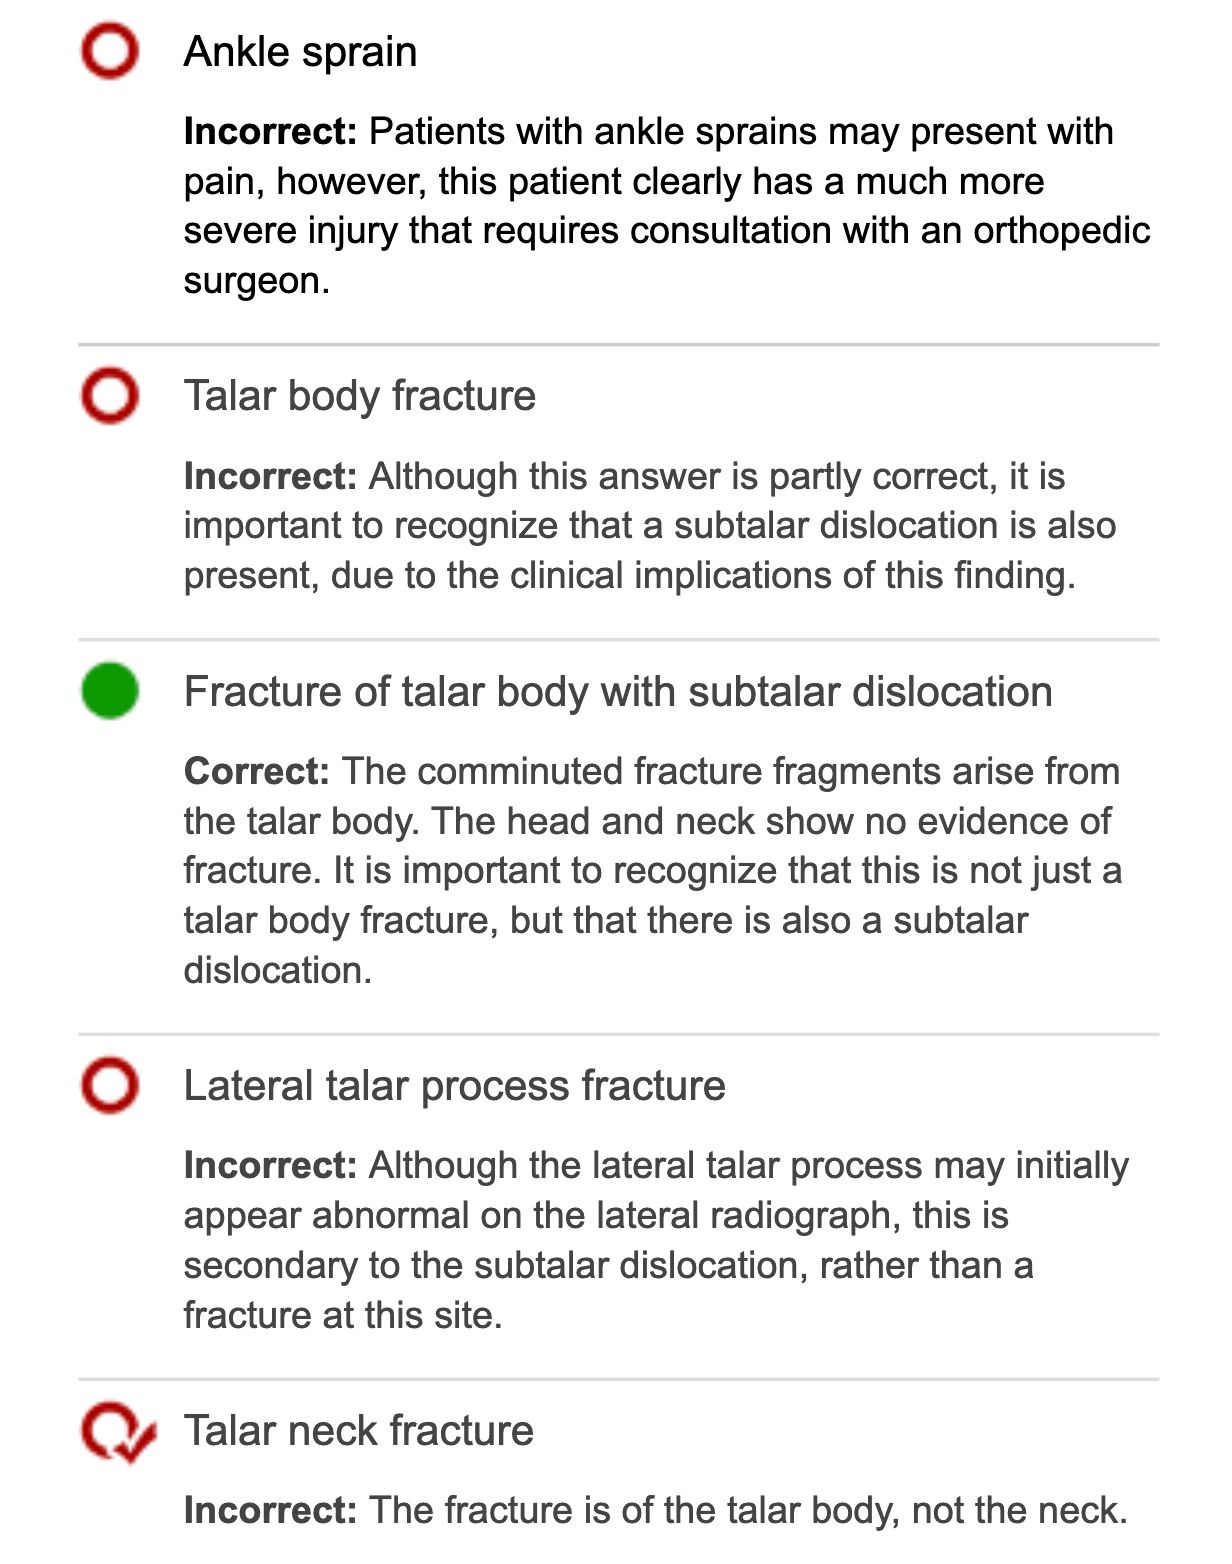 Ankle sprain
Incorrect: Patients with ankle sprains may present with
pain, however, this patient clearly has a much more
severe injury that requires consultation with an orthopedic
surgeon.
Talar body fracture
Incorrect: Although this answer is partly correct, it is
important to recognize that a subtalar dislocation is also
present, due to the clinical implications of this finding.
Fracture of talar body with subtalar dislocation
Correct: The comminuted fracture fragments arise from
the talar body. The head and neck show no evidence of
fracture. It is important to recognize that this is not just a
talar body fracture, but that there is also a subtalar
dislocation.
Lateral talar process fracture
Incorrect: Although the lateral talar process may initially
appear abnormal on the lateral radiograph, this is
secondary to the subtalar dislocation, rather than a
fracture at this site.
Talar neck fracture
Incorrect: The fracture is of the talar body, not the neck.